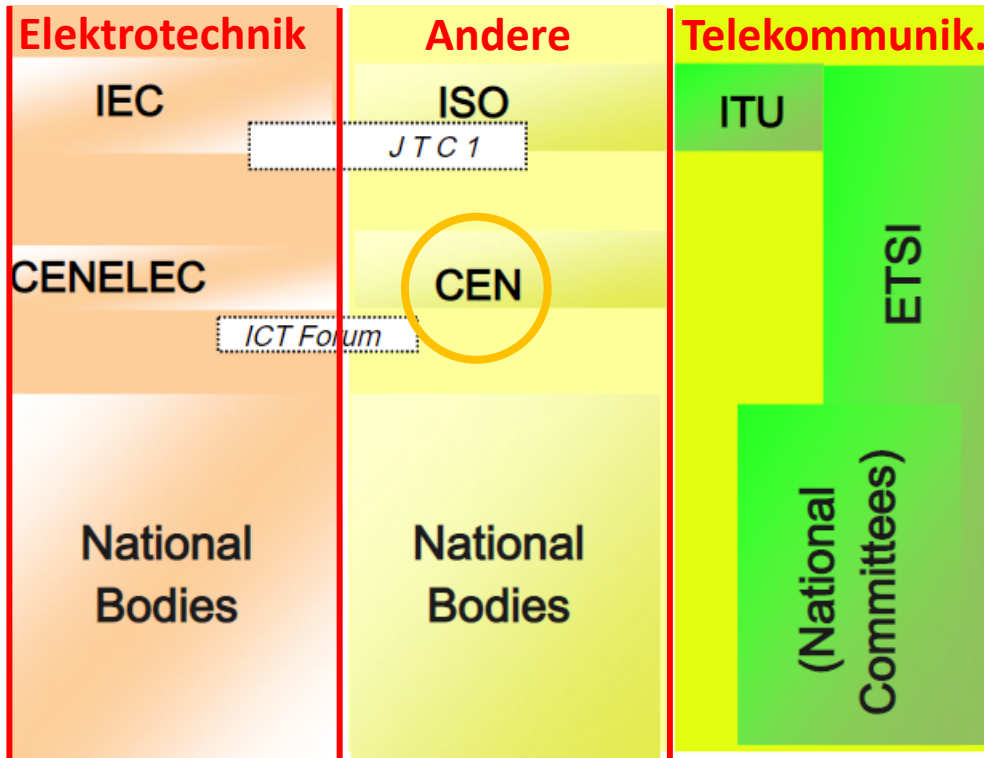 Elektrotechnik
Andere
Telekommunik.
IEC
ISO
ITU
J T C 1
ETSI
CENELEC
CEN
ICT Forum
National
Bodies
National
Bodies
(National
Committees)